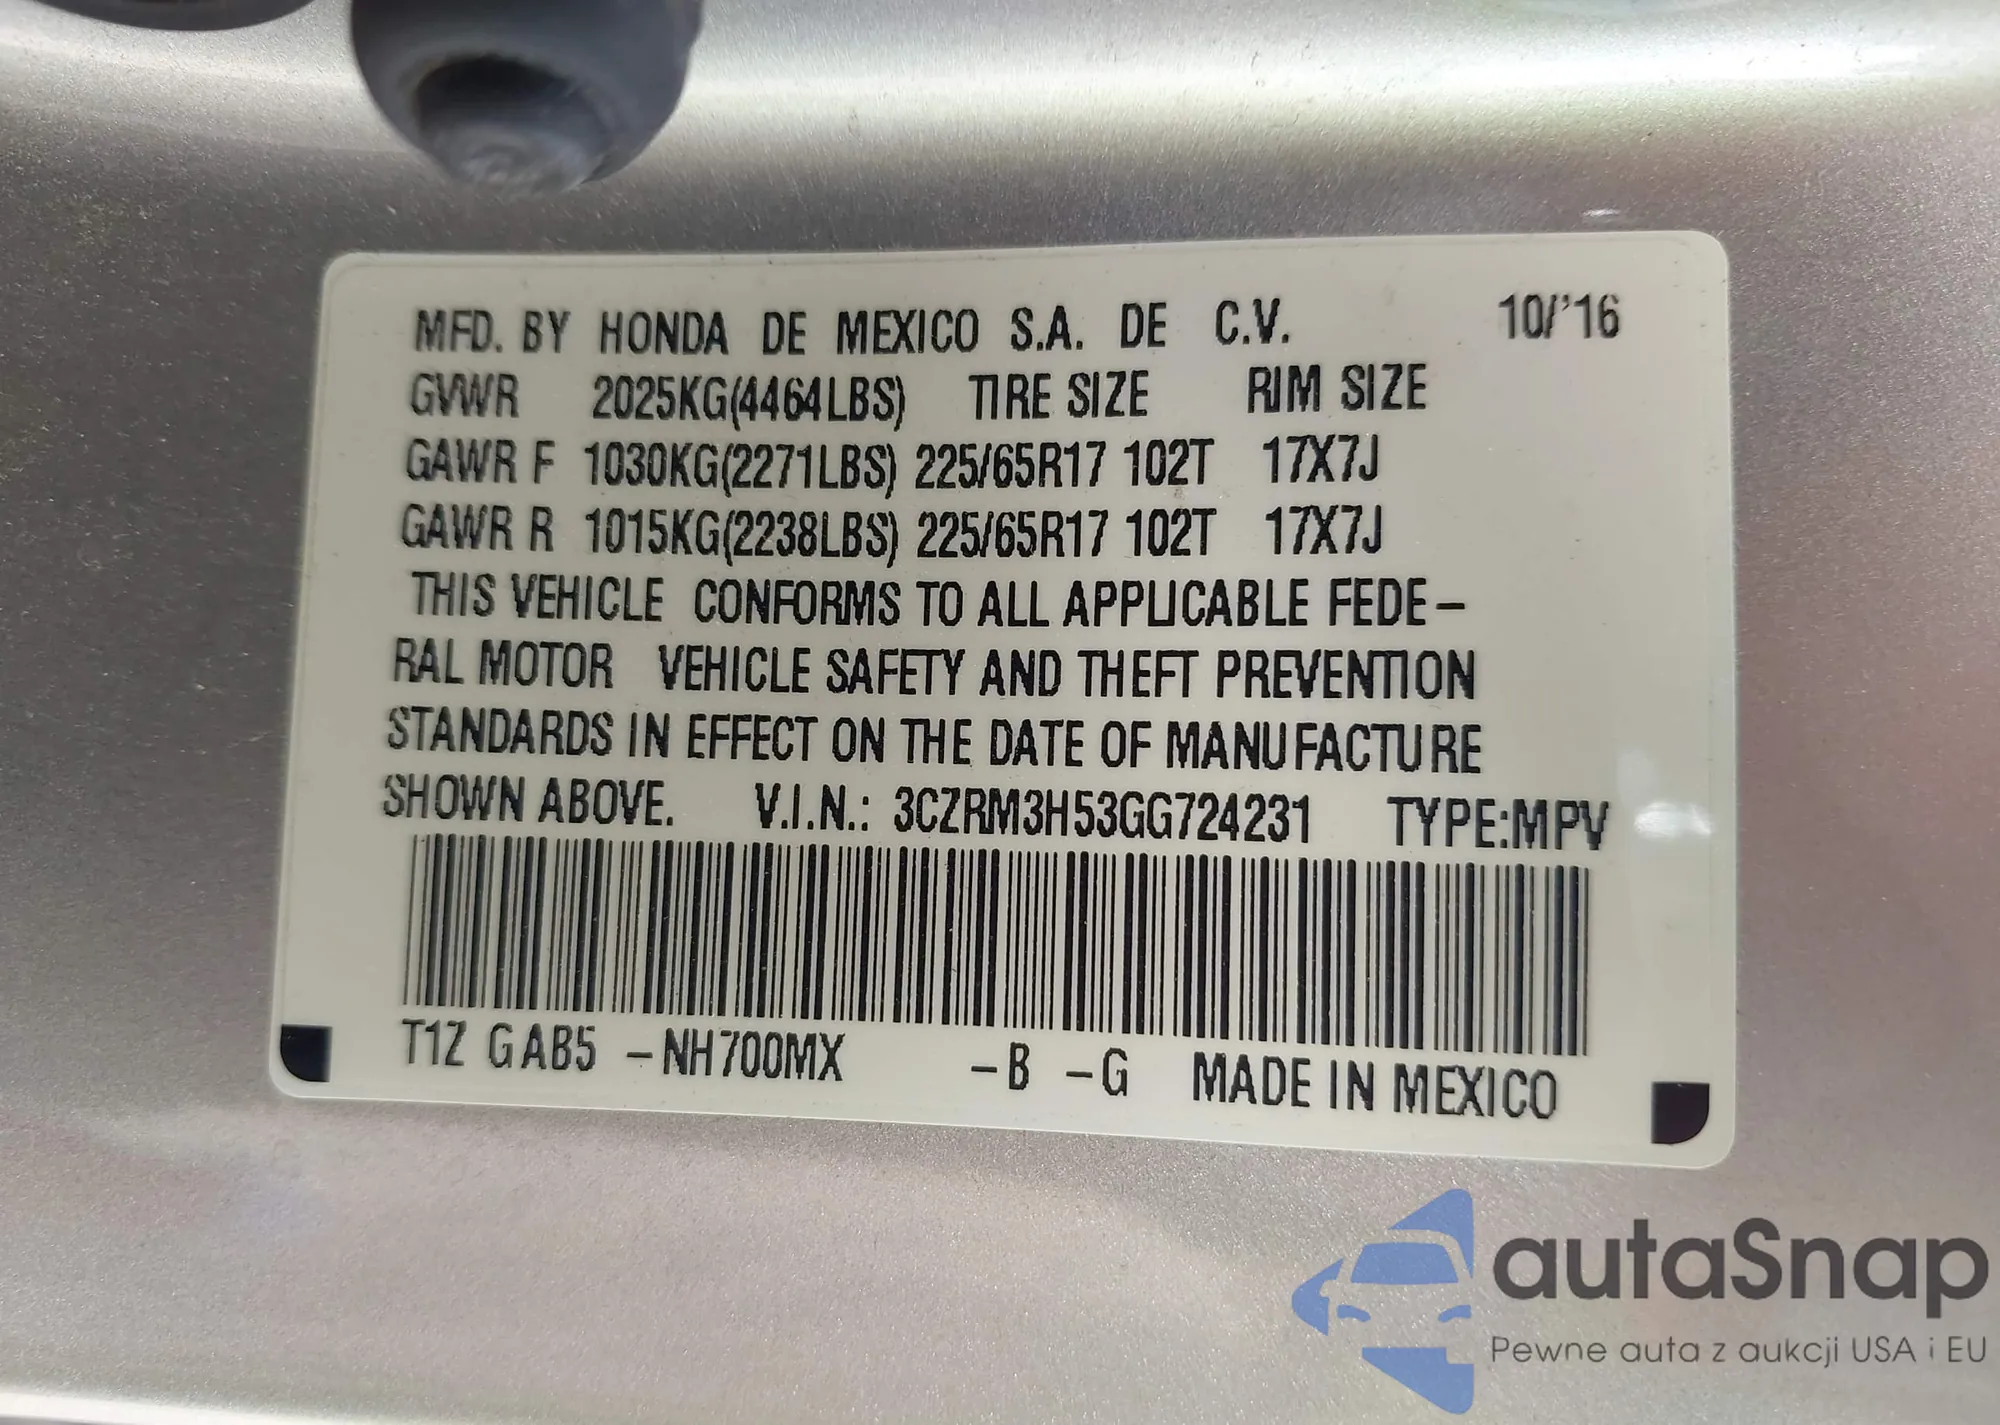 MFD. BY HONDA DE MEXICO S.A. DE C.V. 10/'16
GVWR 2025KG(4464LBS) TIRE SIZE RIM SIZE
GAWR F 1030KG(2271LBS) 225/65R17 102T 17X7J
GAWR R 1015KG(2238LBS) 225/65R17 102T 17X7J
THIS VEHICLE CONFORMS TO ALL APPLICABLE FEDE-
RAL MOTOR VEHICLE SAFETY AND THEFT PREVENTION
STANDARDS IN EFFECT ON THE DATE OF MANUFACTURE
SHOWN ABOVE. V.I.N.: 3CZRM3H53GG724231 TYPE:MPV
T1Z GAB5 -NH700MX -B -G MADE IN MEXICO
autaSnap
Pewne auta z aukcji USA i EU